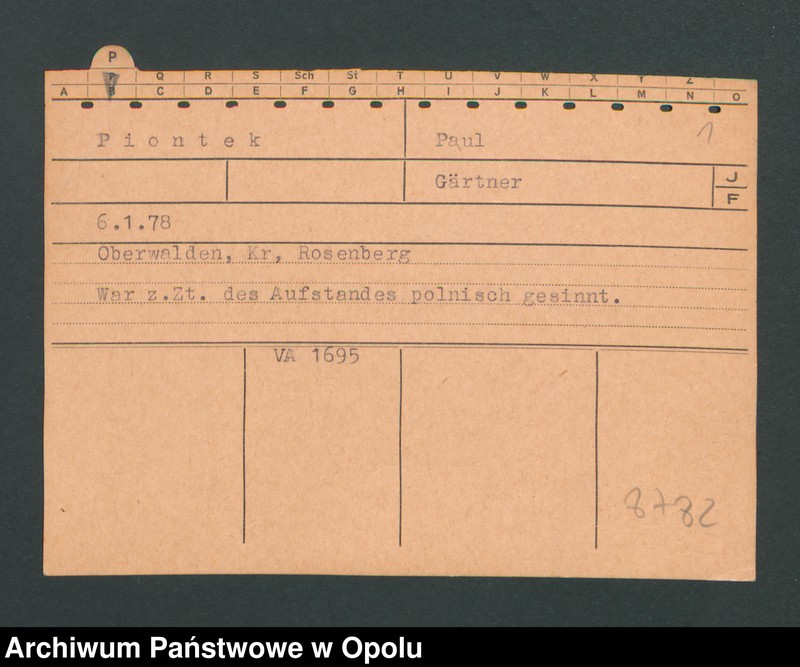 P
P Q R S Sch St T U V W X Y Z
A B C D E F G H I J K L M N O
Piontek Paul 1
Gärtner J
F
6.1.78
Oberwalden, Kr, Rosenberg
War z.Zt. des Aufstandes polnisch gesinnt.
VA 1695
8782
Archiwum Państwowe w Opolu